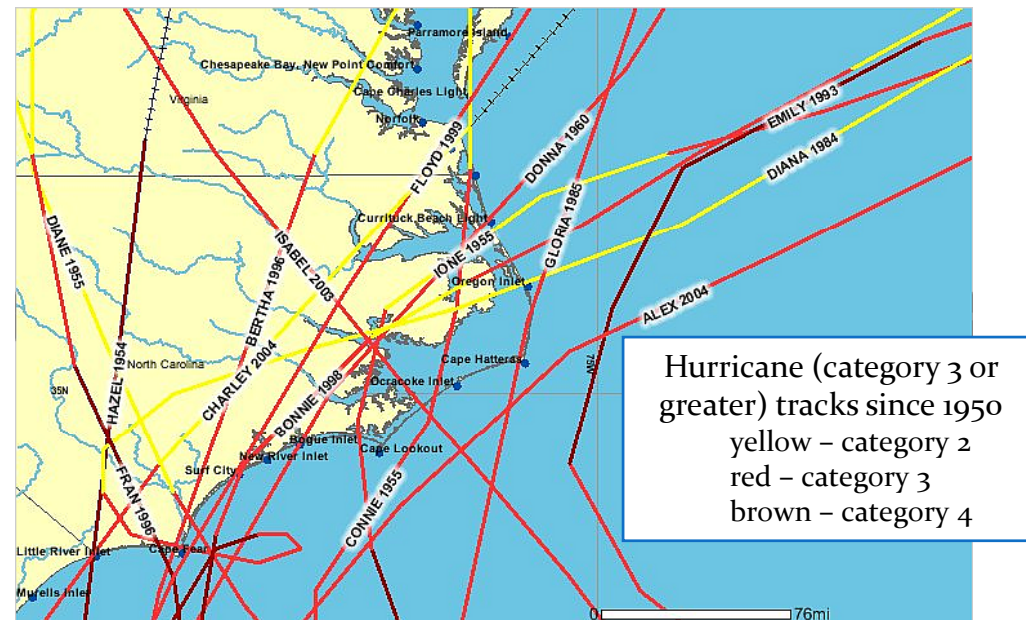 Parramore Island
Chesapeake Bay, New Point Comfort
Virginia
Cape Charles Light
Norfolk
EMILY 1993
DONNA 1960
FLOYD 1999
DIANA 1984
GLORIA 1985
Currituck Beach Light
DIANE 1955
ISABEL 2003
IONE 1955
BERTHA 1996
Oregon Inlet
ALEX 2004
HAZEL 1954
North Carolina
CHARLEY 2004
Cape Hatteras
75W
35N
Ocracoke Inlet
BONNIE 1998
Bogue Inlet
Cape Lookout
New River Inlet
Surf City
FRAN 1996
CONNIE 1955
Little River Inlet
Cape Fear
Murells Inlet
0 76mi
Hurricane (category 3 or
greater) tracks since 1950
yellow – category 2
red – category 3
brown – category 4